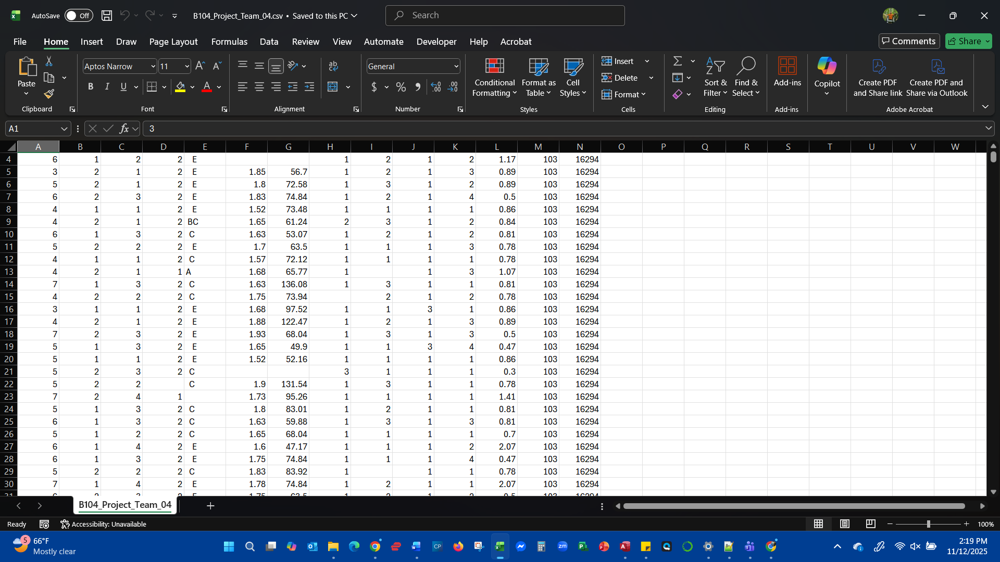 AutoSave Off B104_Project_Team_04.csv • Saved to this PC Search
File Home Insert Draw Page Layout Formulas Data Review View Automate Developer Help Acrobat Comments Share
Paste Aptos Narrow 11 General Conditional Formatting Format as Table Cell Styles Insert Delete Format Sort & Filter Find & Select Add-ins Copilot Create PDF and Share link Create PDF and Share via Outlook
Clipboard Font Alignment Number Styles Cells Editing Add-ins Adobe Acrobat
A1 fx 3
A B C D E F G H I J K L M N O P Q R S T U V W
4 6 1 2 2 E 1 2 1 2 1.17 103 16294
5 3 2 1 2 E 1.85 56.7 1 2 1 3 0.89 103 16294
6 5 2 1 2 E 1.8 72.58 1 3 1 2 0.89 103 16294
7 6 2 3 2 E 1.83 74.84 1 2 1 4 0.5 103 16294
8 4 1 1 2 E 1.52 73.48 1 1 1 1 0.86 103 16294
9 4 2 1 2 BC 1.65 61.24 2 3 1 2 0.84 103 16294
10 6 1 3 2 C 1.63 53.07 1 2 1 2 0.81 103 16294
11 5 2 2 2 E 1.7 63.5 1 1 1 3 0.78 103 16294
12 4 1 1 2 C 1.57 72.12 1 1 1 1 0.78 103 16294
13 4 2 1 1 A 1.68 65.77 1 1 3 1.07 103 16294
14 7 1 3 2 C 1.63 136.08 1 3 1 1 0.81 103 16294
15 4 2 2 2 C 1.75 73.94 2 1 2 0.78 103 16294
16 3 1 1 2 E 1.68 97.52 1 1 3 1 0.86 103 16294
17 4 2 1 2 E 1.88 122.47 1 2 1 3 0.89 103 16294
18 7 2 3 2 E 1.93 68.04 1 3 1 3 0.5 103 16294
19 5 1 3 2 E 1.65 49.9 1 1 3 4 0.47 103 16294
20 5 1 1 2 E 1.52 52.16 1 1 1 1 0.86 103 16294
21 5 2 3 2 C 3 1 1 1 0.3 103 16294
22 5 2 2 C 1.9 131.54 1 3 1 1 0.78 103 16294
23 7 2 4 1 1.73 95.26 1 1 1 1 1.41 103 16294
24 5 1 3 2 C 1.8 83.01 1 2 1 1 0.81 103 16294
25 6 1 3 2 C 1.63 59.88 1 3 1 3 0.81 103 16294
26 5 1 2 2 C 1.65 68.04 1 1 1 1 0.7 103 16294
27 6 1 4 2 E 1.6 47.17 1 1 1 2 2.07 103 16294
28 6 1 3 2 E 1.75 74.84 1 1 1 4 0.47 103 16294
29 5 2 2 2 C 1.83 83.92 1 1 1 0.78 103 16294
30 7 1 4 2 E 1.78 74.84 1 2 1 1 2.07 103 16294
B104_Project_Team_04
Ready Accessibility: Unavailable 100%
5 66°F 2:19 PM
Mostly clear 11/12/2025